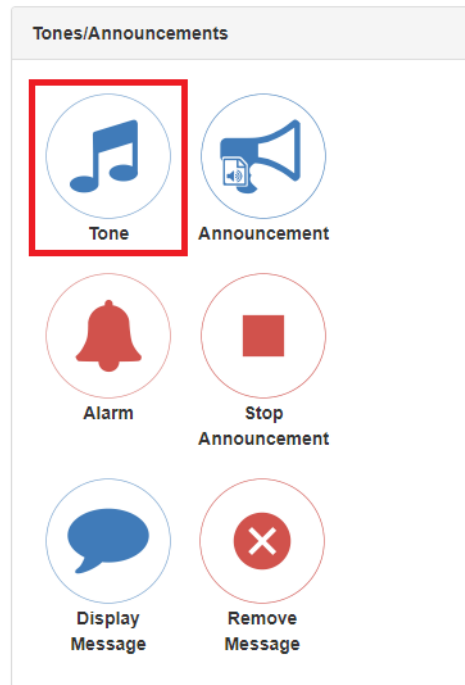 Tones/Announcements
Tone
Announcement
Alarm
Stop
Announcement
Display
Message
Remove
Message